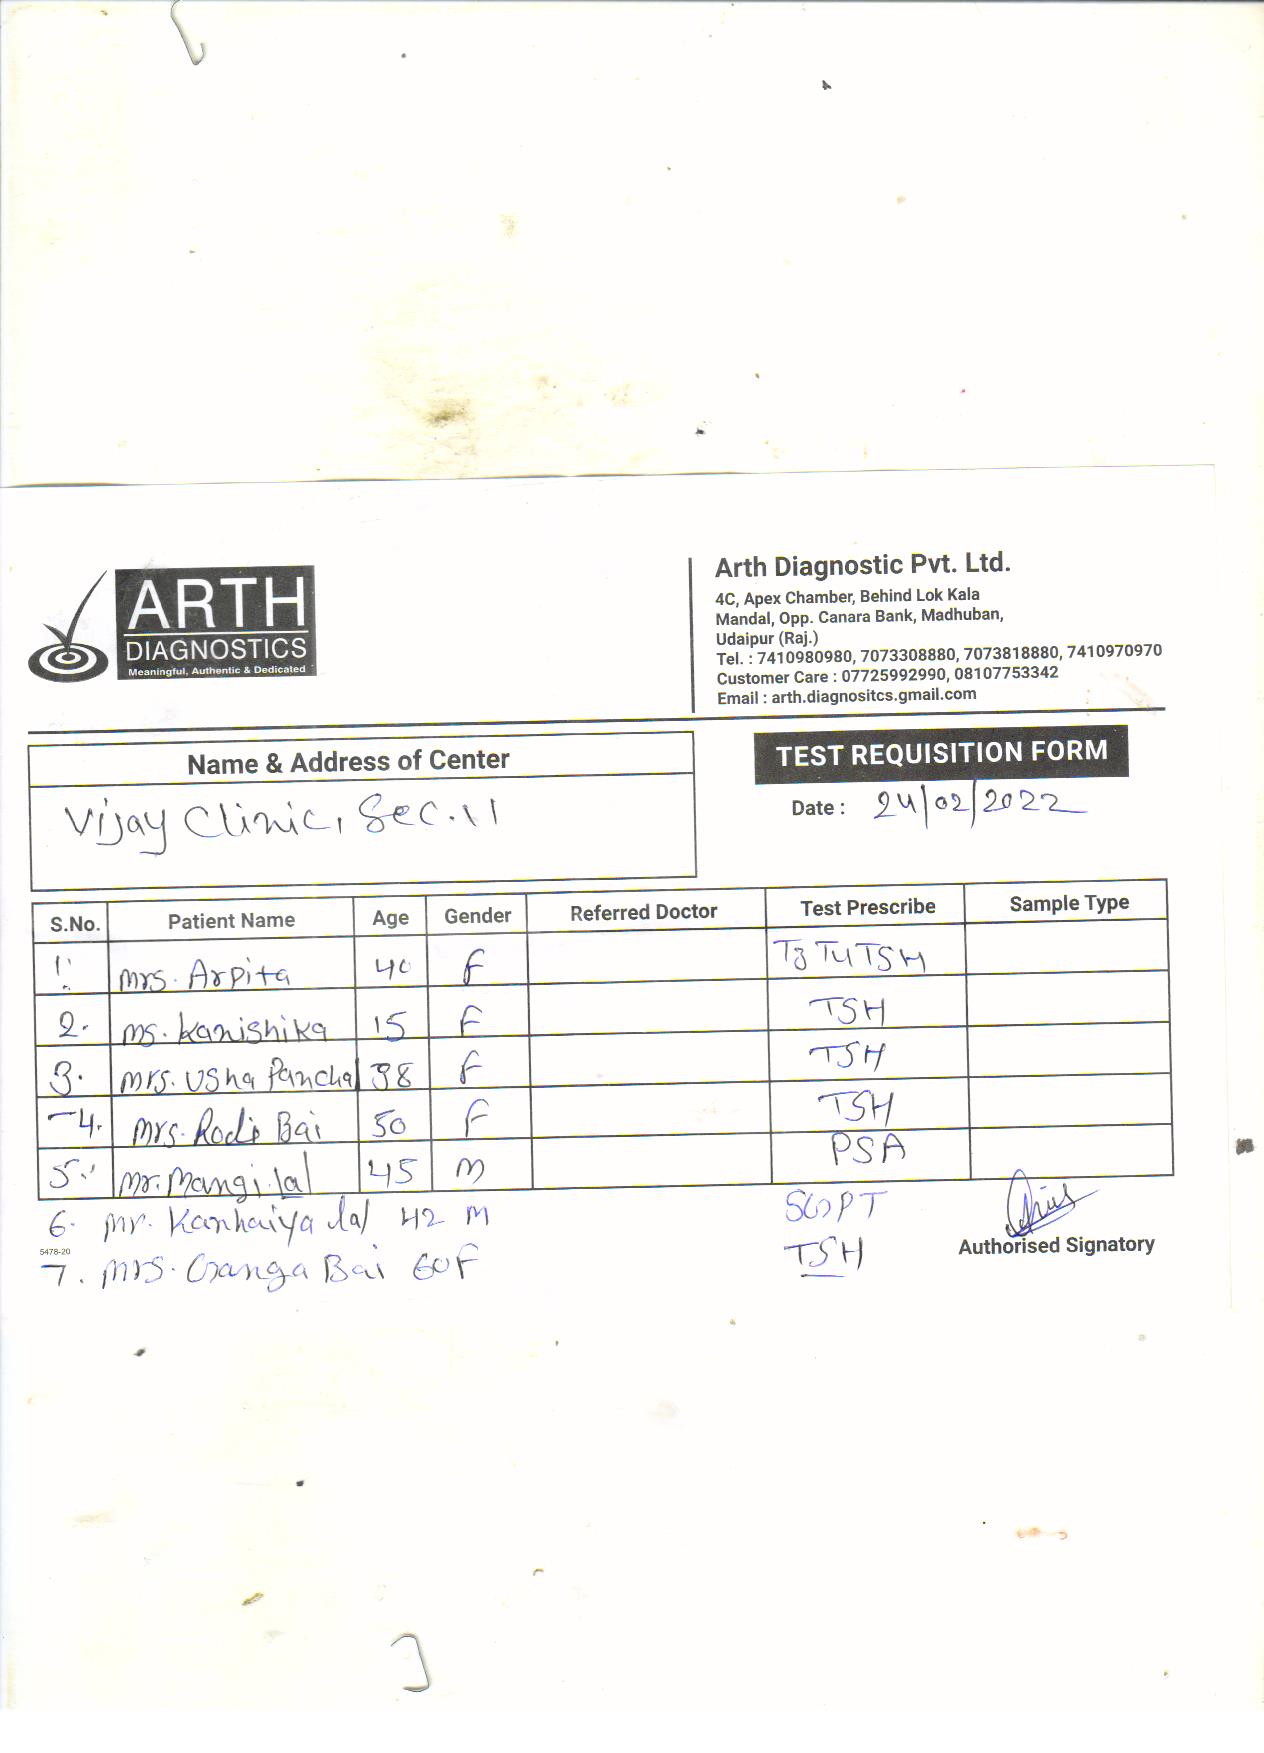 ARTH
DIAGNOSTICS
Meaningful, Authentic & Dedicated
Arth Diagnostic Pvt. Ltd.
4C, Apex Chamber, Behind Lok Kala
Mandal, Opp. Canara Bank, Madhuban,
Udaipur (Raj.)
Tel. : 7410980980, 7073308880, 7073818880, 7410970970
Customer Care : 07725992990, 08107753342
Email : arth.diagnositcs.gmail.com
Name & Address of Center
Vijay Clinic, Sec. 11
TEST REQUISITION FORM
Date : 24/02/2022
S.No. Patient Name Age Gender Referred Doctor Test Prescribe Sample Type
1. Mrs. Arpita 40 F T3 T4 TSH
2. Ms. Kanishika 15 F TSH
3. Mrs. Usha Panchal 38 F TSH
4. Mrs. Rodi Bai 50 F TSH
5. Mr. Mangi lal 45 M PSA
6. Mr. Kanhaiya lal 42 M SGPT
5478-20
7. Mrs. Ganga Bai 60 F TSH
Authorised Signatory